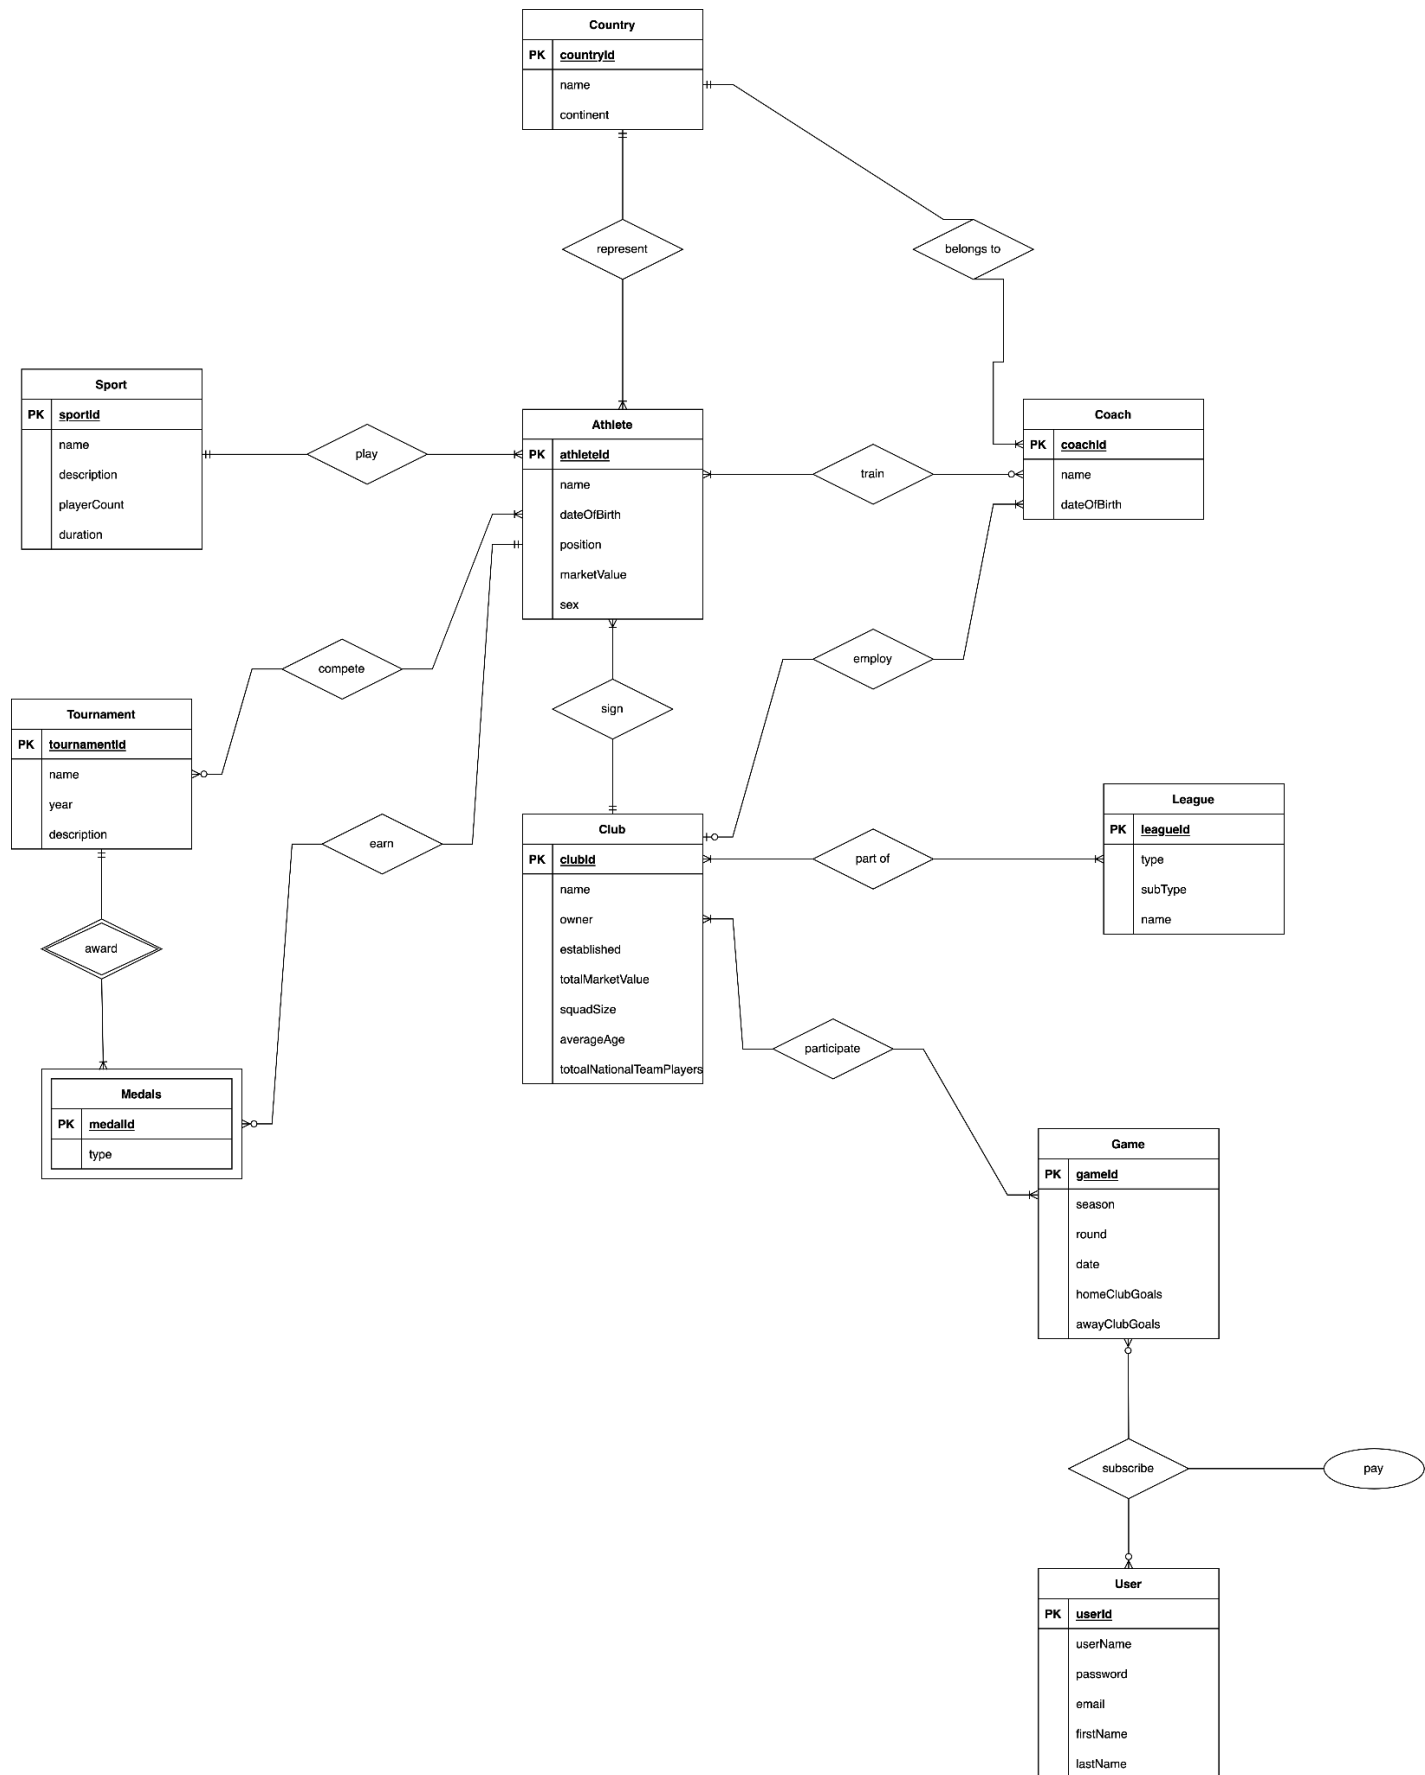 Country
PK countryId
name
continent
represent
belongs to
Sport
PK sportId
name
description
playerCount
duration
play
Athlete
PK athleteId
name
dateOfBirth
position
marketValue
sex
train
Coach
PK coachId
name
dateOfBirth
compete
sign
employ
Tournament
PK tournamentId
name
year
description
earn
Club
PK clubId
name
owner
established
totalMarketValue
squadSize
averageAge
totoalNationalTeamPlayers
part of
League
PK leagueId
type
subType
name
award
participate
Medals
PK medalId
type
Game
PK gameId
season
round
date
homeClubGoals
awayClubGoals
subscribe
pay
User
PK userId
userName
password
email
firstName
lastName